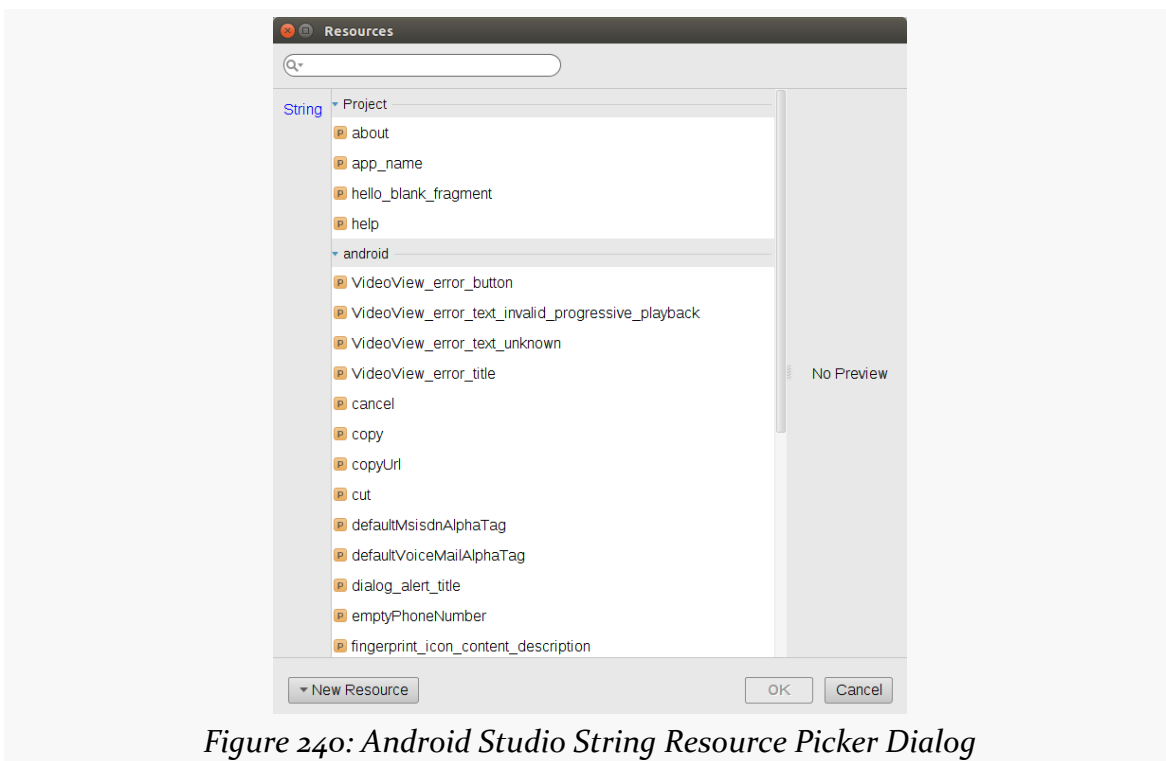 Resources
String
Project
P about
P app_name
P hello_blank_fragment
P help
android
P VideoView_error_button
P VideoView_error_text_invalid_progressive_playback
P VideoView_error_text_unknown
P VideoView_error_title
P cancel
P copy
P copyUrl
P cut
P defaultMsisdnAlphaTag
P defaultVoiceMailAlphaTag
P dialog_alert_title
P emptyPhoneNumber
P fingerprint_icon_content_description
No Preview
New Resource
OK
Cancel
Figure 240: Android Studio String Resource Picker Dialog